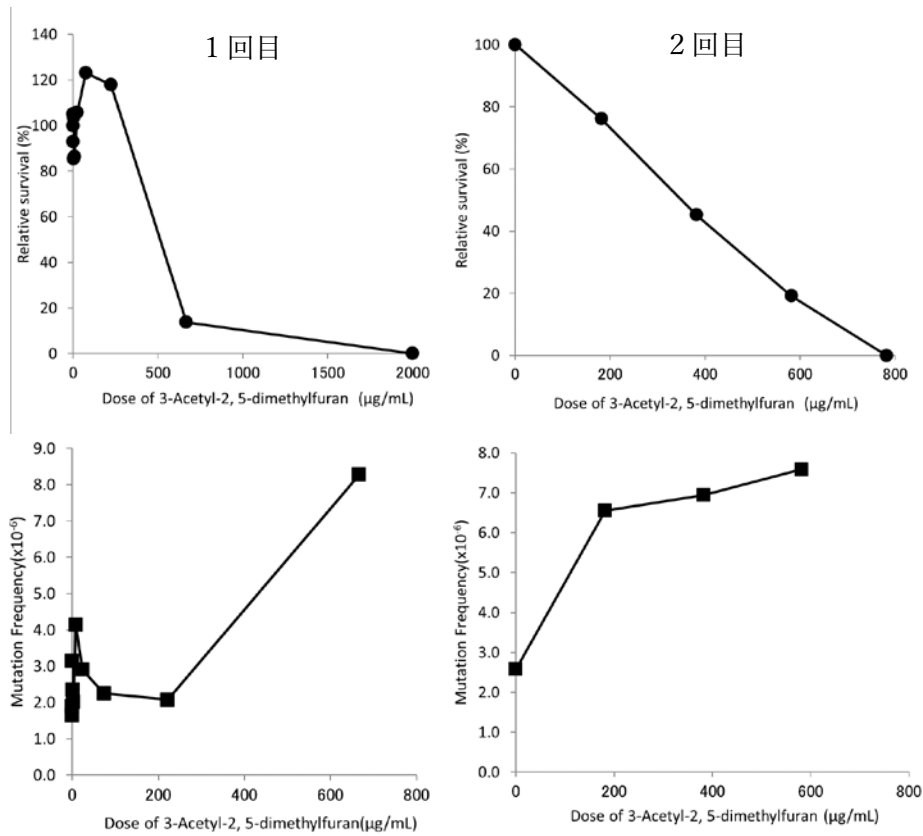 1回目
140
120
100
80
60
40
20
0
Relative survival (%)
0 500 1000 1500 2000
Dose of 3-Acetyl-2, 5-dimethylfuran (µg/mL)
2回目
100
80
60
40
20
0
Relative survival (%)
0 200 400 600 800
Dose of 3-Acetyl-2, 5-dimethylfuran (µg/mL)
9.0
8.0
7.0
6.0
5.0
4.0
3.0
2.0
1.0
0.0
Mutation Frequency(x10⁻⁶)
0 200 400 600 800
Dose of 3-Acetyl-2, 5-dimethylfuran(µg/mL)
8.0
7.0
6.0
5.0
4.0
3.0
2.0
1.0
0.0
Mutation Frequency(x10⁻⁶)
0 200 400 600 800
Dose of 3-Acetyl-2, 5-dimethylfuran (µg/mL)